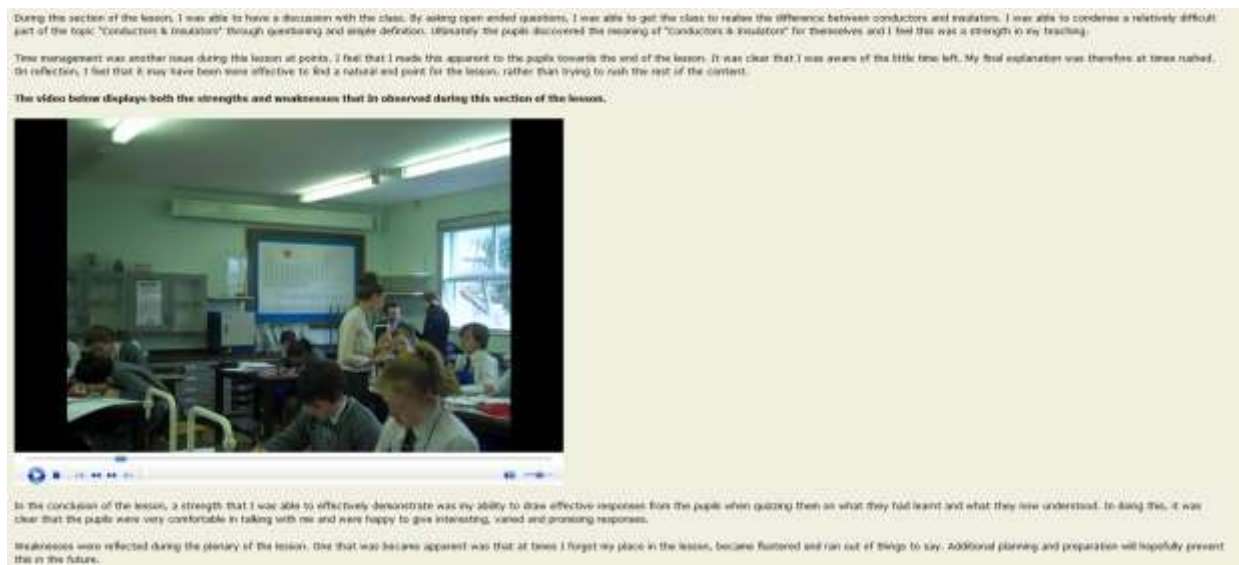 During this section of the lesson, I was able to have a discussion with the class. By asking open ended questions, I was able to get the class to realise the difference between conductors and insulators. I was able to condense a relatively difficult
part of the topic "Conductors & Insulators" through questioning and simple definition. Ultimately the pupils discovered the meaning of "Conductors & Insulators" for themselves and I feel this was a strength in my teaching.
Time management was another issue during this lesson at points. I feel that I made this apparent to the pupils towards the end of the lesson. It was clear that I was aware of the little time left. My final explanation was therefore at times rushed.
On reflection, I feel that it may have been more effective to find a natural end point for the lesson, rather than trying to rush the rest of the content.
The video below displays both the strengths and weaknesses that In observed during this section of the lesson.
In the conclusion of the lesson, a strength that I was able to effectively demonstrate was my ability to draw effective responses from the pupils when quizzing them on what they had learnt and what they now understood. In doing this, it was
clear that the pupils were very comfortable in talking with me and were happy to give interesting, varied and promising responses.
Weaknesses were reflected during the plenary of the lesson. One that was became apparent was that at times I forgot my place in the lesson, became flustered and ran out of things to say. Additional planning and preparation will hopefully prevent
this in the future.